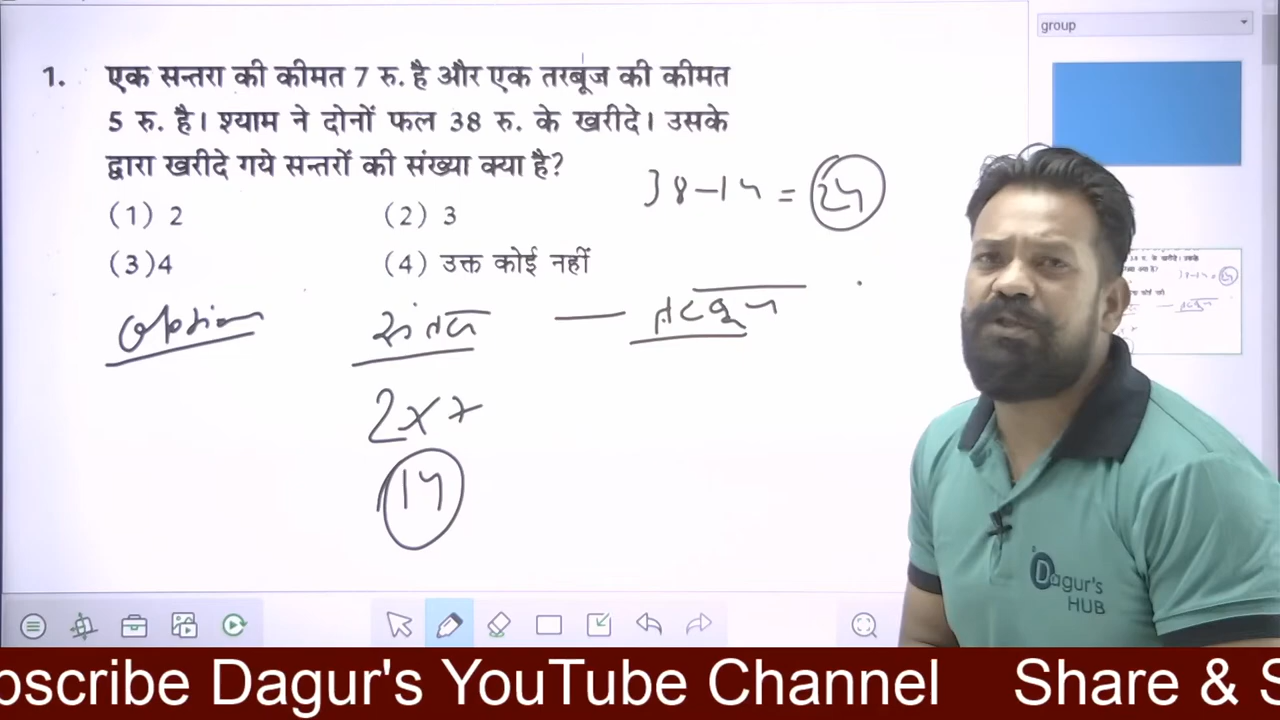 group
1. एक सन्तरा की कीमत 7 रु. है और एक तरबूज की कीमत
5 रु. है। श्याम ने दोनों फल 38 रु. के खरीदे। उसके
द्वारा खरीदे गये सन्तरों की संख्या क्या है?
38-14 = 24
(1) 2 (2) 3
(3)4 (4) उक्त कोई नहीं
option संतरा — तरबूज
2x7
14
Dagur's
HUB
bscribe Dagur's YouTube Channel Share & S